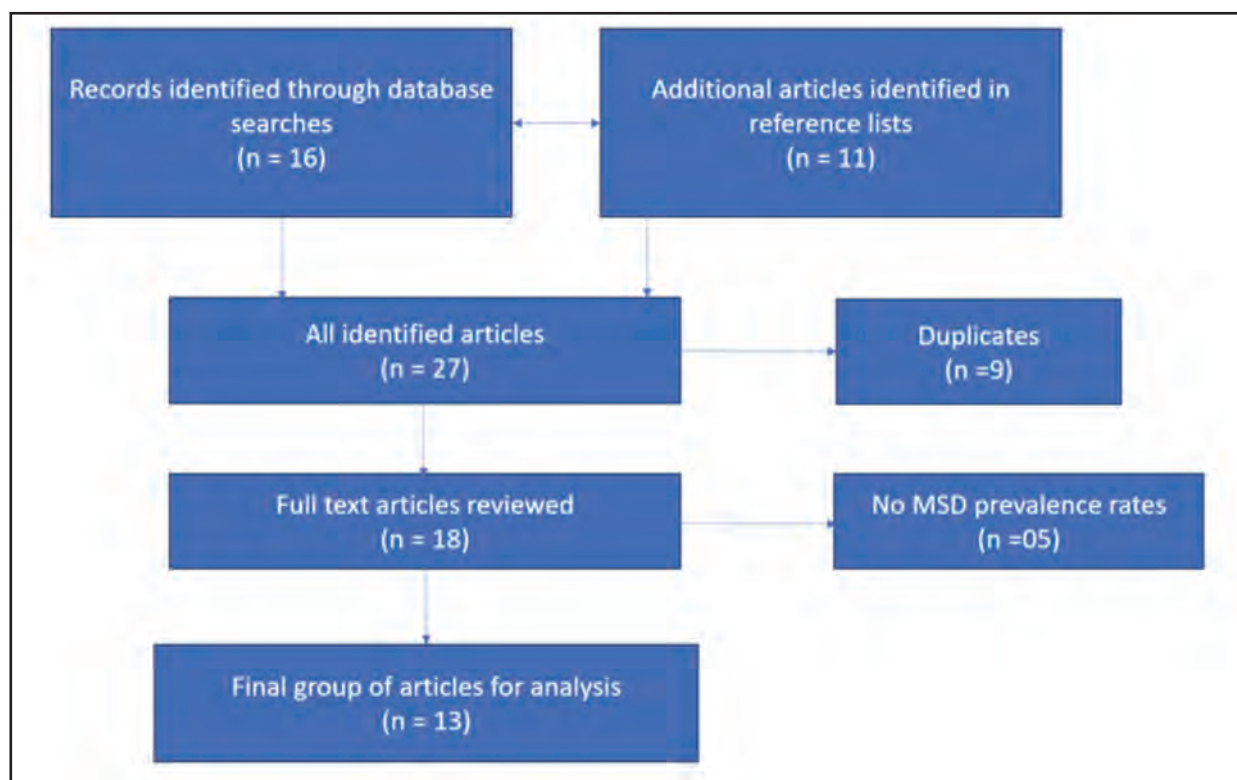 Records identified through database
searches
(n = 16)
Additional articles identified in
reference lists
(n = 11)
All identified articles
(n = 27)
Duplicates
(n =9)
Full text articles reviewed
(n = 18)
No MSD prevalence rates
(n =05)
Final group of articles for analysis
(n = 13)